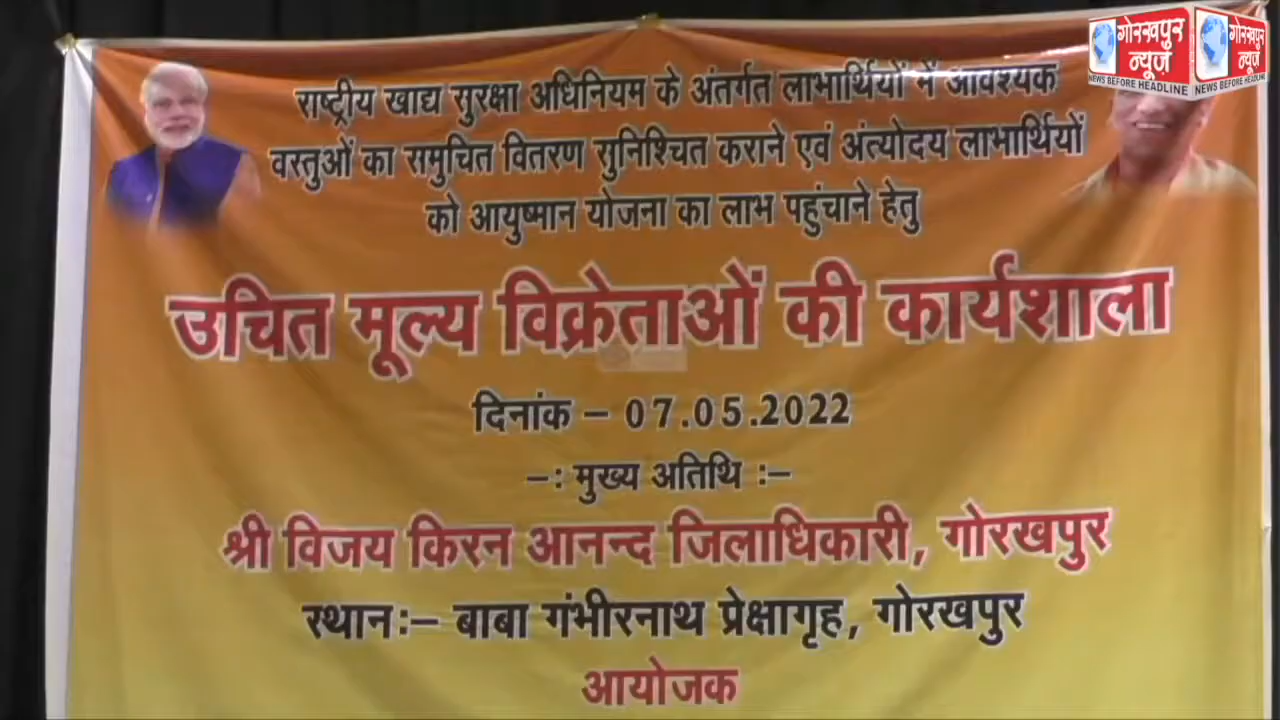 गोरखपुर
न्यूज़
NEWS BEFORE HEADLINE
गोरखपुर
न्यूज़
NEWS BEFORE HEADLINE
राष्ट्रीय खाद्य सुरक्षा अधिनियम के अंतर्गत लाभार्थियों में आवश्यक
वस्तुओं का समुचित वितरण सुनिश्चित कराने एवं अंत्योदय लाभार्थियों
को आयुष्मान योजना का लाभ पहुंचाने हेतु
उचित मूल्य विक्रेताओं की कार्यशाला
दिनांक – 07.05.2022
–: मुख्य अतिथि :–
श्री विजय किरन आनन्द जिलाधिकारी, गोरखपुर
स्थानः– बाबा गंभीरनाथ प्रेक्षागृह, गोरखपुर
आयोजक